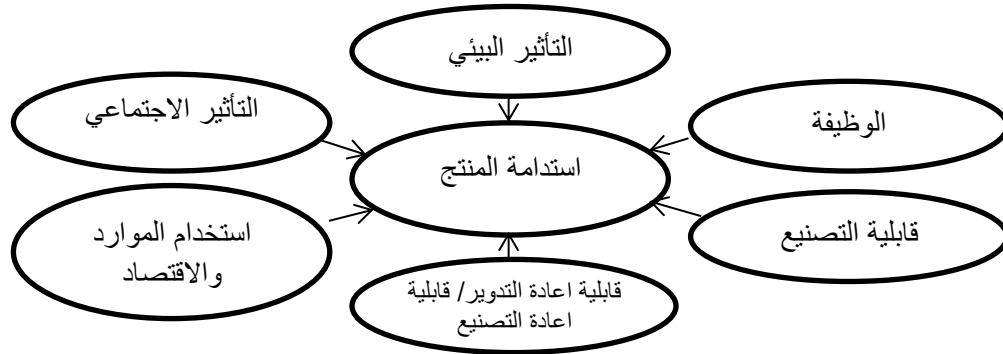 التأثير البيئي
الوظيفة
التأثير الاجتماعي
استدامة المنتج
قابلية التصنيع
استخدام الموارد
والاقتصاد
قابلية اعادة التدوير/ قابلية
اعادة التصنيع